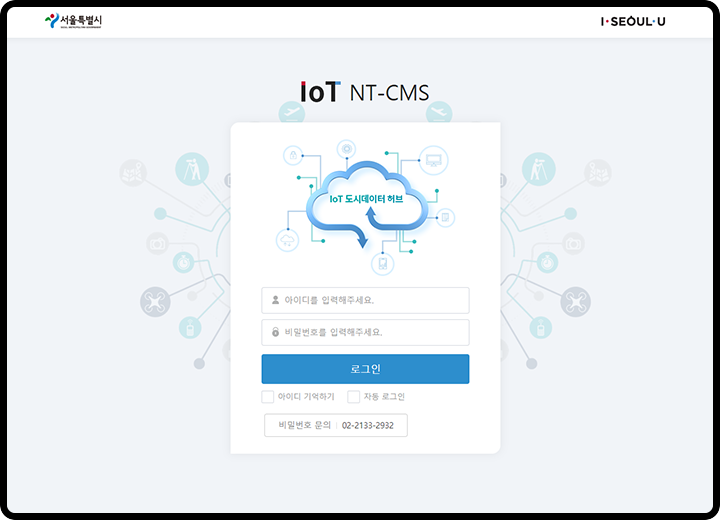 서울특별시
SEOUL METROPOLITAN GOVERNMENT
I·SEOUL·U
IoT NT-CMS
IoT 도시데이터 허브
아이디를 입력해주세요.
비밀번호를 입력해주세요.
로그인
아이디 기억하기 자동 로그인
비밀번호 문의 | 02-2133-2932